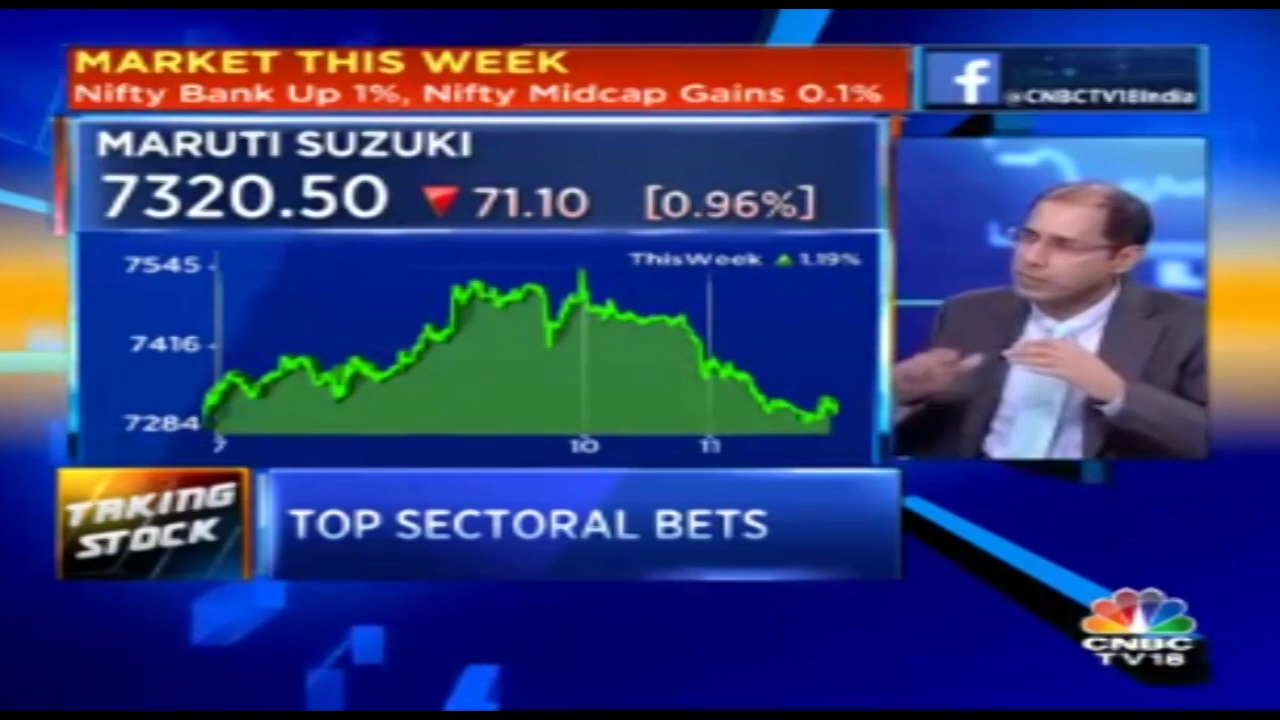 MARKET THIS WEEK
Nifty Bank Up 1%, Nifty Midcap Gains 0.1%
f @CNBCTV18India
MARUTI SUZUKI
7320.50 ▼ 71.10 [0.96%]
This Week ▲ 1.19%
7545
7416
7284
7 10 11
TAKING
STOCK
TOP SECTORAL BETS
CNBC
TV18